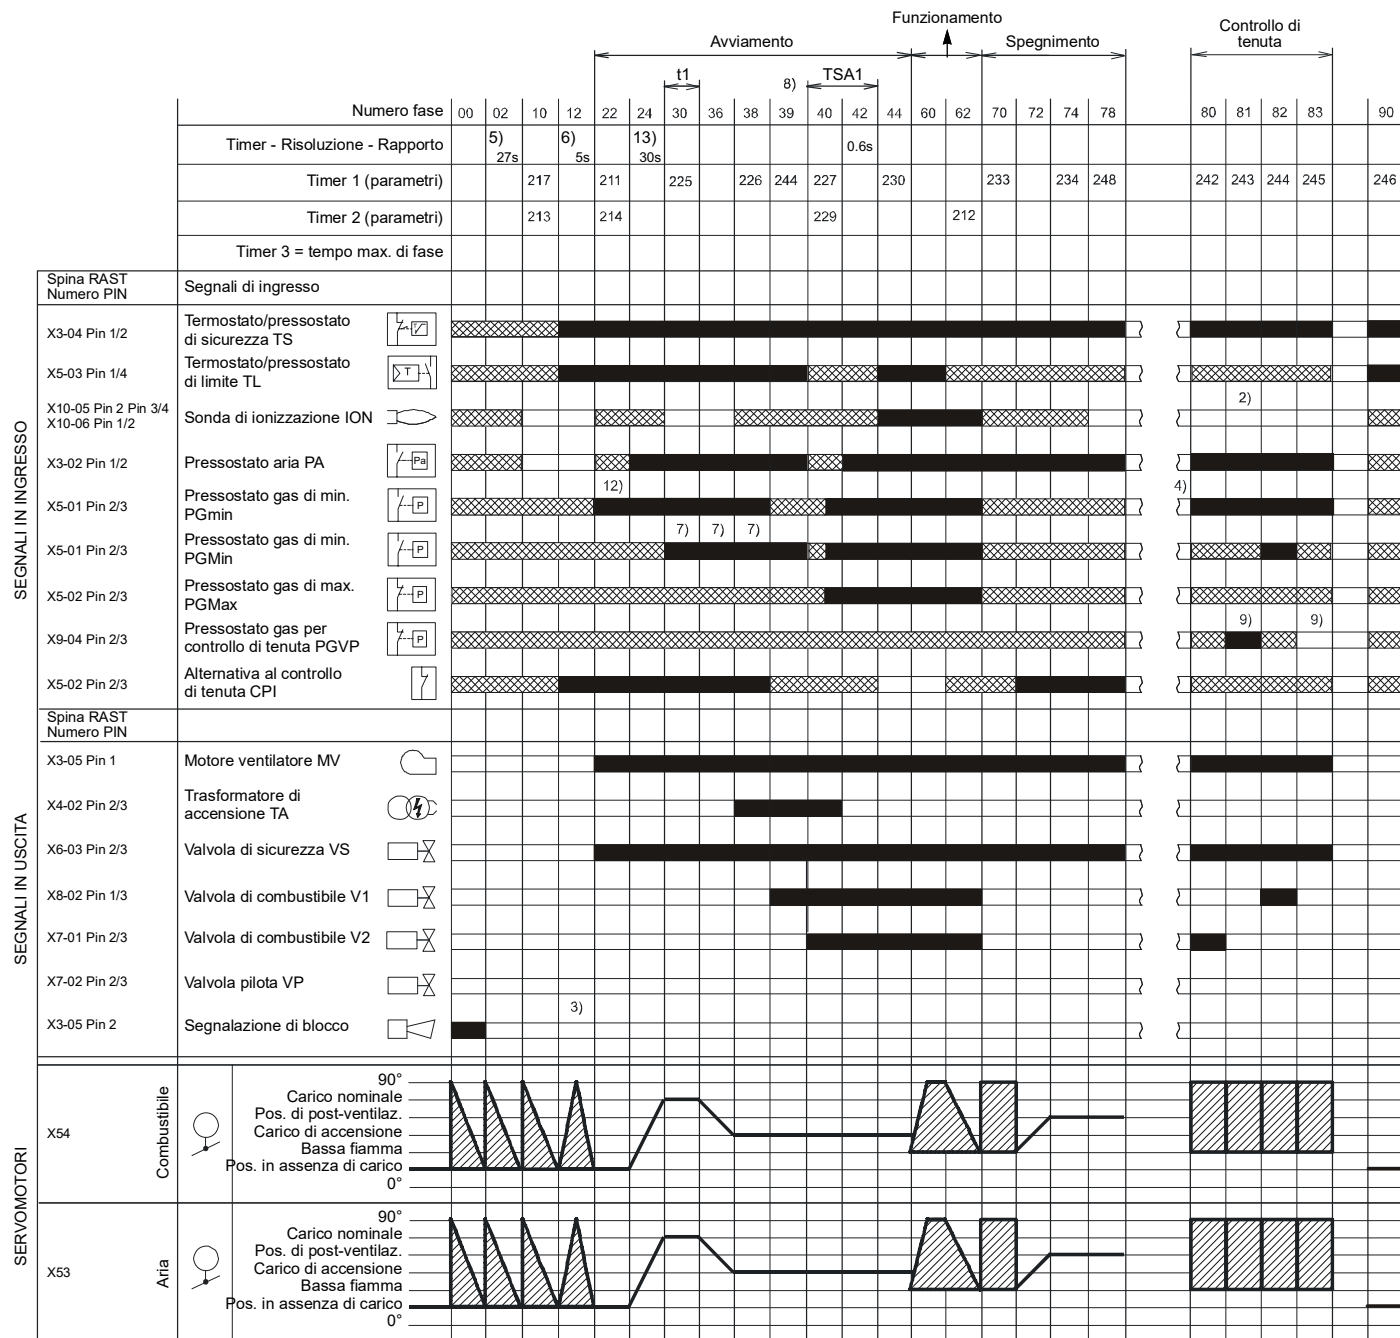 Funzionamento
Avviamento
Spegnimento
Controllo di
tenuta
t1
8)
TSA1
Numero fase 00 02 10 12 22 24 30 36 38 39 40 42 44 60 62 70 72 74 78 80 81 82 83 90
Timer - Risoluzione - Rapporto 5) 27s 6) 5s 13) 30s 0.6s
Timer 1 (parametri) 217 211 225 226 244 227 230 233 234 248 242 243 244 245 246
Timer 2 (parametri) 213 214 229 212
Timer 3 = tempo max. di fase
Spina RAST
Numero PIN
Segnali di ingresso
SEGNALI IN INGRESSO
X3-04 Pin 1/2
Termostato/pressostato
di sicurezza TS
X5-03 Pin 1/4
Termostato/pressostato
di limite TL
T
2)
X10-05 Pin 2 Pin 3/4
X10-06 Pin 1/2
Sonda di ionizzazione ION
X3-02 Pin 1/2
Pressostato aria PA
Pa
12)
4)
X5-01 Pin 2/3
Pressostato gas di min.
PGmin
P
7) 7) 7)
X5-01 Pin 2/3
Pressostato gas di min.
PGMin
P
X5-02 Pin 2/3
Pressostato gas di max.
PGMax
P
9) 9)
X9-04 Pin 2/3
Pressostato gas per
controllo di tenuta PGVP
P
X5-02 Pin 2/3
Alternativa al controllo
di tenuta CPI
Spina RAST
Numero PIN
SEGNALI IN USCITA
X3-05 Pin 1
Motore ventilatore MV
X4-02 Pin 2/3
Trasformatore di
accensione TA
X6-03 Pin 2/3
Valvola di sicurezza VS
X8-02 Pin 1/3
Valvola di combustibile V1
X7-01 Pin 2/3
Valvola di combustibile V2
X7-02 Pin 2/3
Valvola pilota VP
3)
X3-05 Pin 2
Segnalazione di blocco
SERVOMOTORI
X54
Combustibile
90°
Carico nominale
Pos. di post-ventilaz.
Carico di accensione
Bassa fiamma
Pos. in assenza di carico
0°
X53
Aria
90°
Carico nominale
Pos. di post-ventilaz.
Carico di accensione
Bassa fiamma
Pos. in assenza di carico
0°